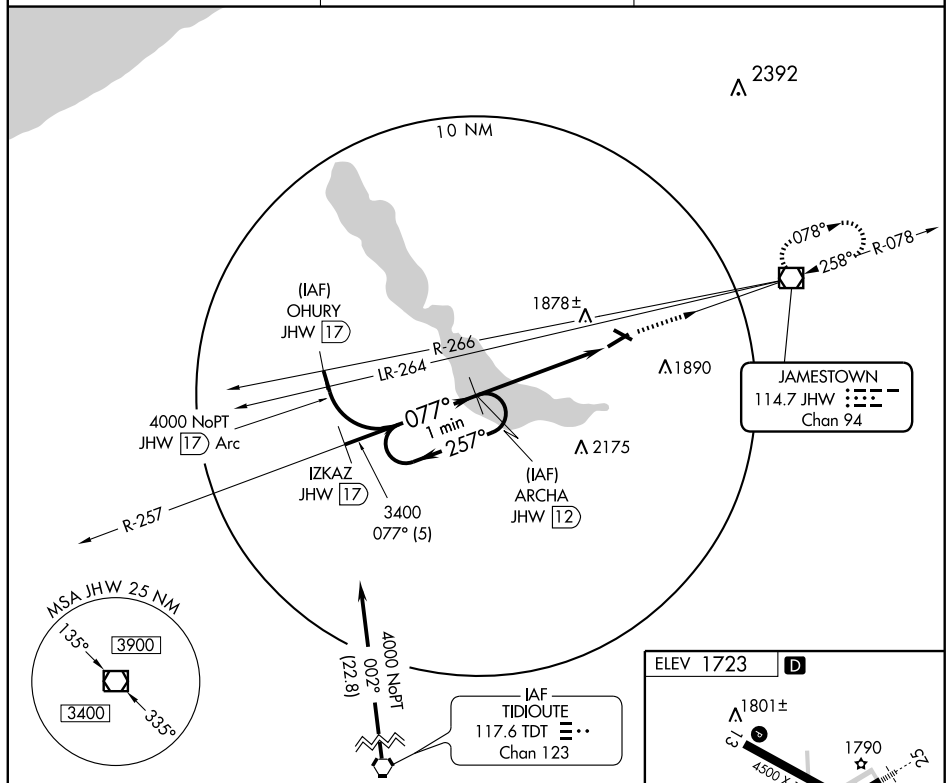 2392
10 NM
078°
R-078
258°
(IAF)
OHURY
JHW 17
1878±
R-266
LR-264
1890
JAMESTOWN
114.7 JHW
Chan 94
4000 NoPT
JHW 17 Arc
077°
1 min
257°
2175
IZKAZ
JHW 17
(IAF)
ARCHA
JHW 12
3400
077° (5)
R-257
MSA JHW 25 NM
135°
3900
3400
335°
4000 NoPT
002°
(22.8)
IAF
TIDIOUTE
117.6 TDT
Chan 123
ELEV 1723 D
1801±
P
13
1790
25
4500 X